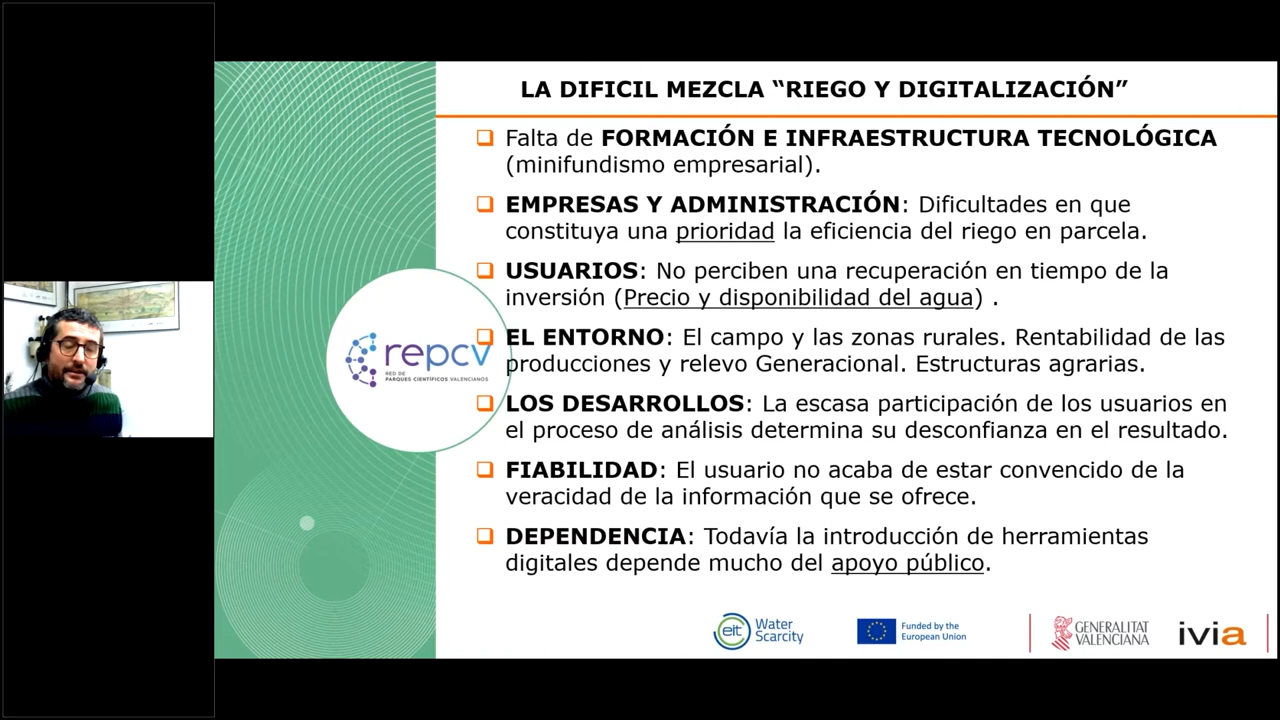 LA DIFICIL MEZCLA “RIEGO Y DIGITALIZACIÓN”
Falta de FORMACIÓN E INFRAESTRUCTURA TECNOLÓGICA
(minifundismo empresarial).
EMPRESAS Y ADMINISTRACIÓN: Dificultades en que
constituya una prioridad la eficiencia del riego en parcela.
USUARIOS: No perciben una recuperación en tiempo de la
inversión (Precio y disponibilidad del agua) .
EL ENTORNO: El campo y las zonas rurales. Rentabilidad de las
producciones y relevo Generacional. Estructuras agrarias.
LOS DESARROLLOS: La escasa participación de los usuarios en
el proceso de análisis determina su desconfianza en el resultado.
FIABILIDAD: El usuario no acaba de estar convencido de la
veracidad de la información que se ofrece.
DEPENDENCIA: Todavía la introducción de herramientas
digitales depende mucho del apoyo público.
repcv
RED DE
PARQUES CIENTÍFICOS VALENCIANOS
eit Water
Scarcity
Funded by the
European Union
GENERALITAT
VALENCIANA
ivia